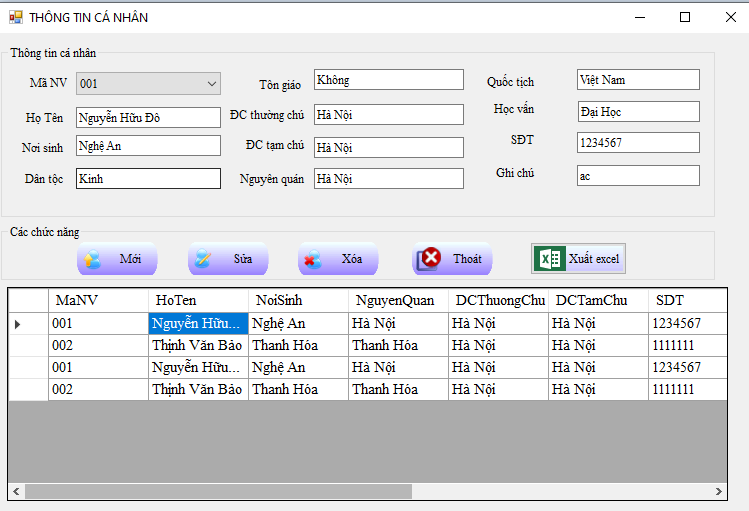 THÔNG TIN CÁ NHÂN
Thông tin cá nhân
Mã NV 001 Tôn giáo Không Quốc tịch Việt Nam
Họ Tên Nguyễn Hữu Đô ĐC thường chú Hà Nội Học vấn Đại Học
Nơi sinh Nghệ An ĐC tạm chú Hà Nội SĐT 1234567
Dân tộc Kinh Nguyên quán Hà Nội Ghi chú ac
Các chức năng
Mới Sửa Xóa Thoát Xuất excel
MaNV HoTen NoiSinh NguyenQuan DCThuongChu DCTamChu SDT
001 Nguyễn Hữu... Nghệ An Hà Nội Hà Nội Hà Nội 1234567
002 Thịnh Văn Bảo Thanh Hóa Thanh Hóa Hà Nội Hà Nội 1111111
001 Nguyễn Hữu... Nghệ An Hà Nội Hà Nội Hà Nội 1234567
002 Thịnh Văn Bảo Thanh Hóa Thanh Hóa Hà Nội Hà Nội 1111111